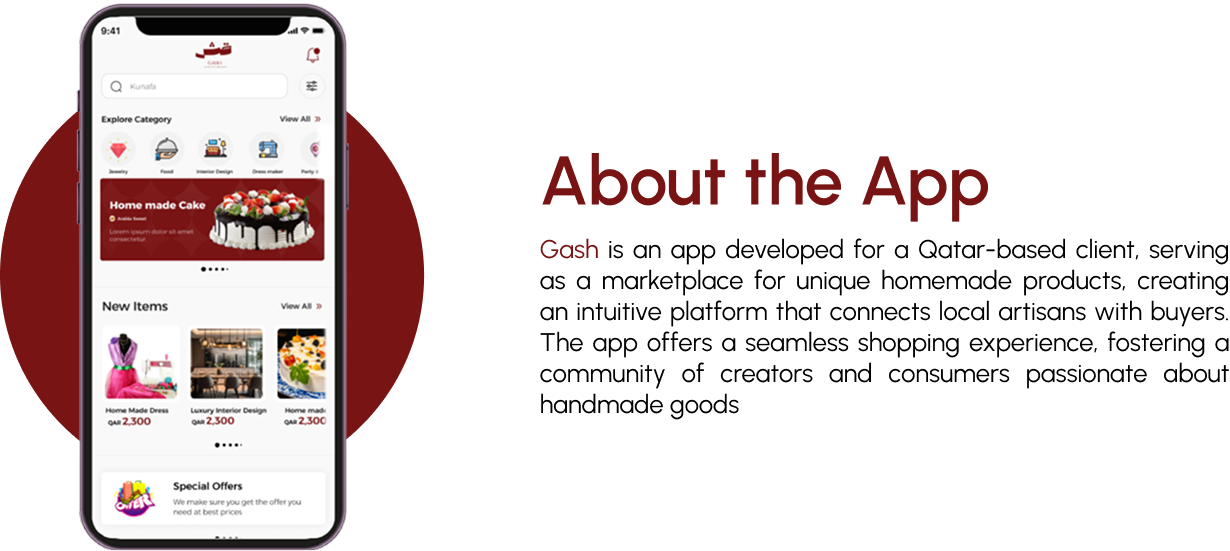 9:41
قش
GASH
Kunafa
Explore Category
View All »
Jewelry
Food
Interior Design
Dress maker
Party
Home made Cake
Arabia Sweet
Lorem ipsum dolor sit amet
consectetur
New Items
View All »
Home Made Dress
QAR 2,300
Luxury Interior Design
QAR 2,300
Home mad
QAR 2,300
OFFER
Special Offers
We make sure you get the offer you
need at best prices
About the App
Gash is an app developed for a Qatar-based client, serving
as a marketplace for unique homemade products, creating
an intuitive platform that connects local artisans with buyers.
The app offers a seamless shopping experience, fostering a
community of creators and consumers passionate about
handmade goods